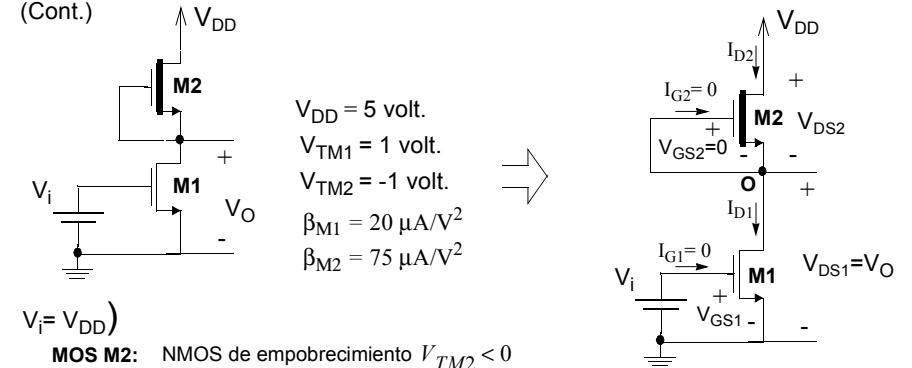 (Cont.)
V_DD
M2
M1
V_i
+
V_O
-
V_DD = 5 volt.
V_TM1 = 1 volt.
V_TM2 = -1 volt.
β_M1 = 20 μA/V²
β_M2 = 75 μA/V²
V_DD
I_D2
+
I_G2 = 0
M2
V_DS2
+
V_GS2=0
-
-
O
+
I_D1
I_G1 = 0
M1
V_DS1=V_O
V_i
+
V_GS1
-
-
V_i= V_DD)
MOS M2: NMOS de empobrecimiento V_TM2 < 0